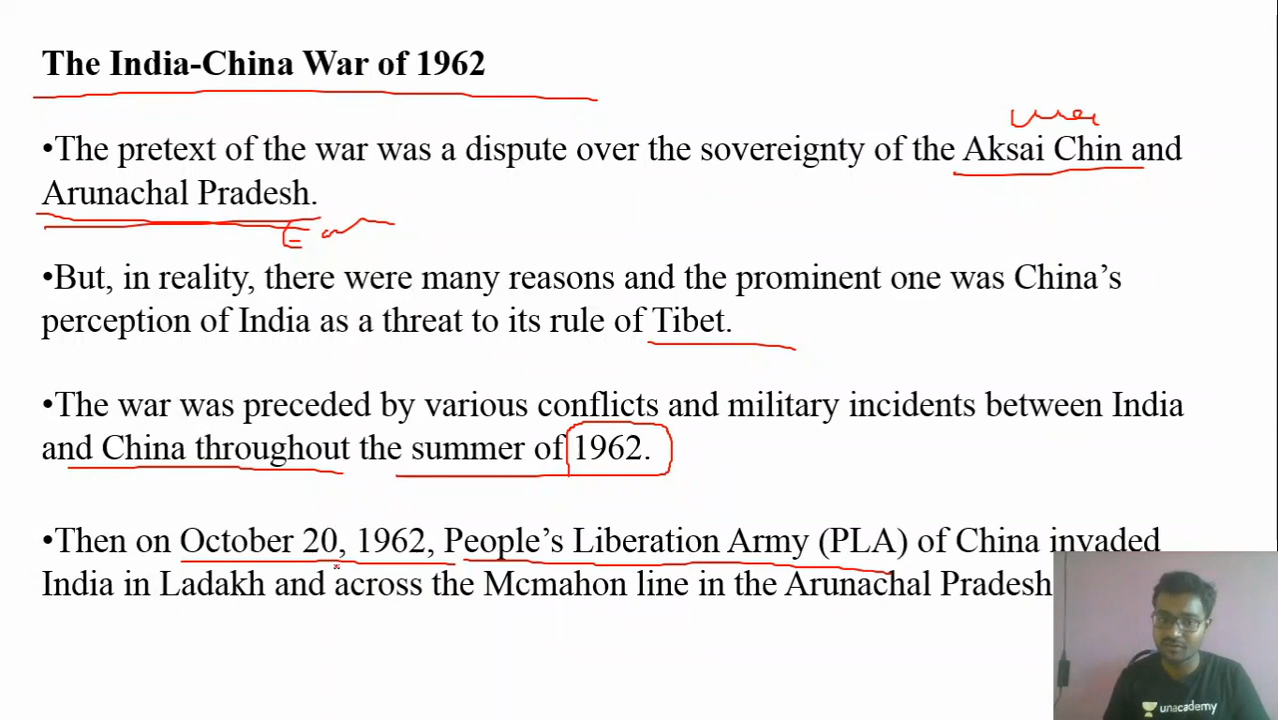 The India-China War of 1962
•The pretext of the war was a dispute over the sovereignty of the Aksai Chin and
Arunachal Pradesh.
•But, in reality, there were many reasons and the prominent one was China’s
perception of India as a threat to its rule of Tibet.
•The war was preceded by various conflicts and military incidents between India
and China throughout the summer of 1962.
•Then on October 20, 1962, People’s Liberation Army (PLA) of China invaded
India in Ladakh and across the Mcmahon line in the Arunachal Pradesh
unacademy